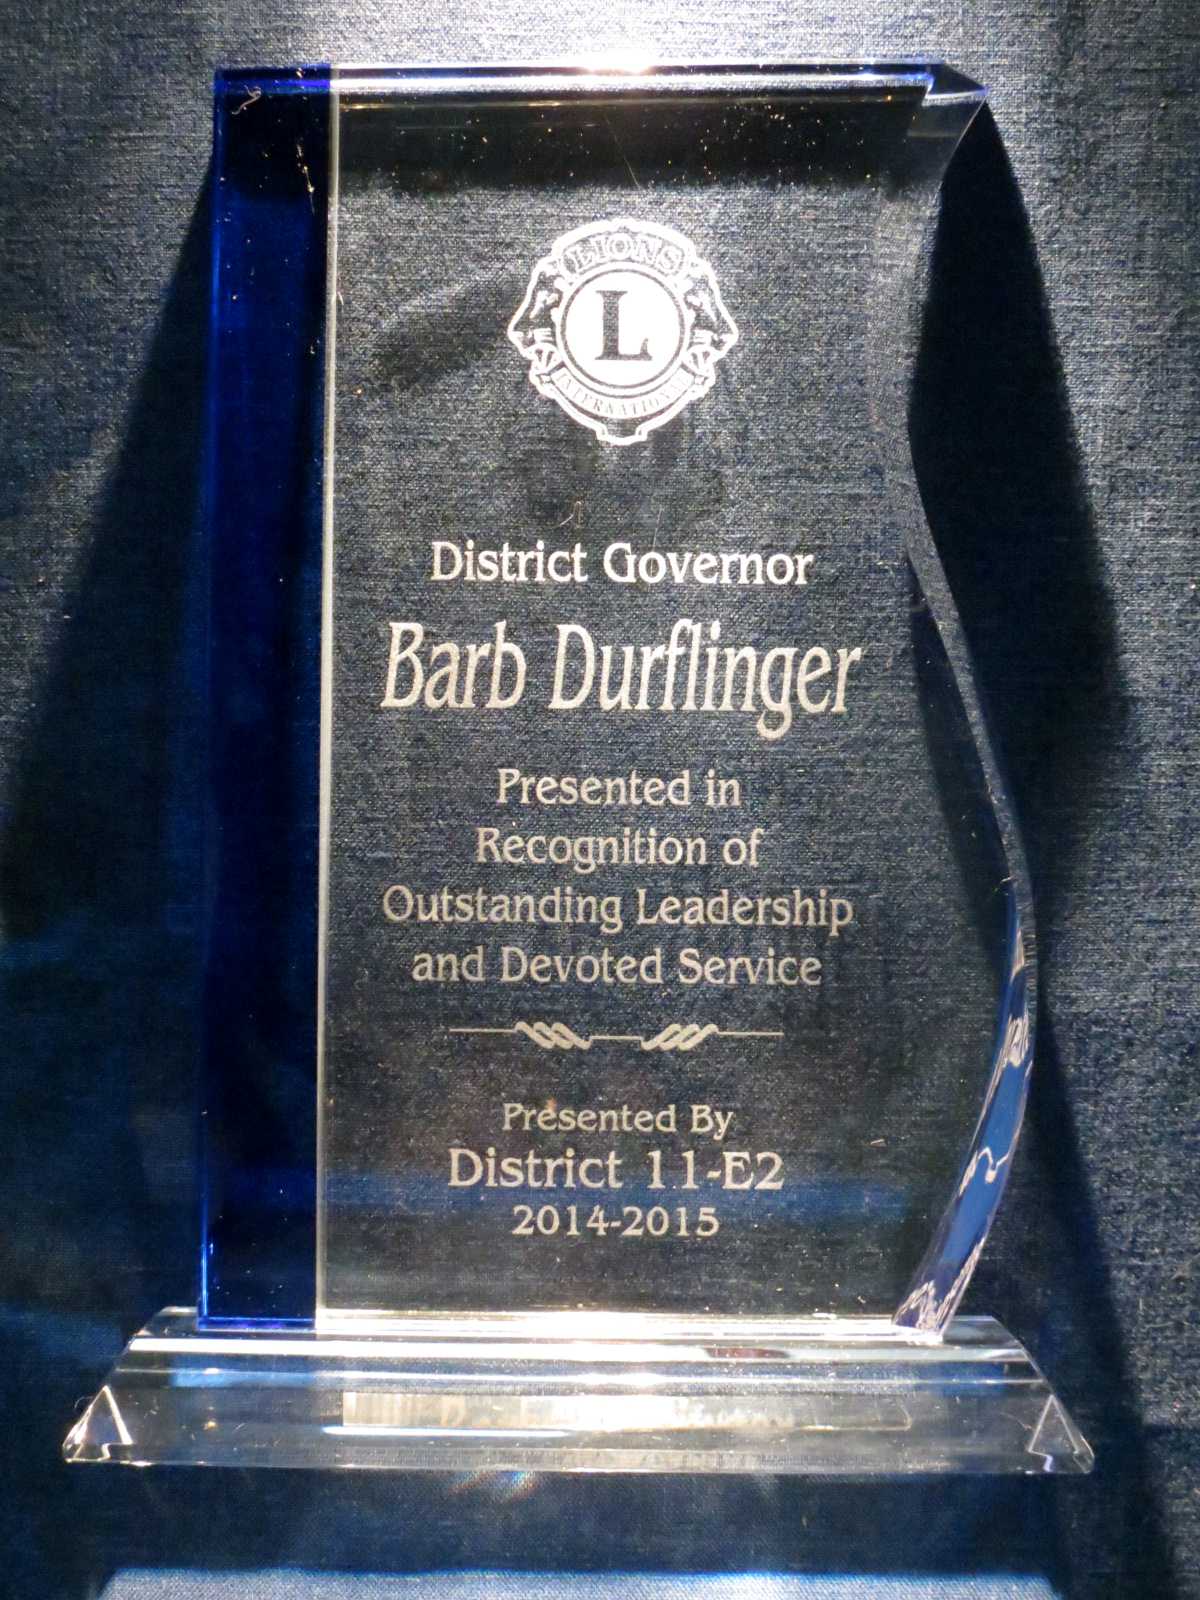 LIONS
L
INTERNATIONAL
District Governor
Barb Durflinger
Presented in
Recognition of
Outstanding Leadership
and Devoted Service
Presented By
District 11-E2
2014-2015